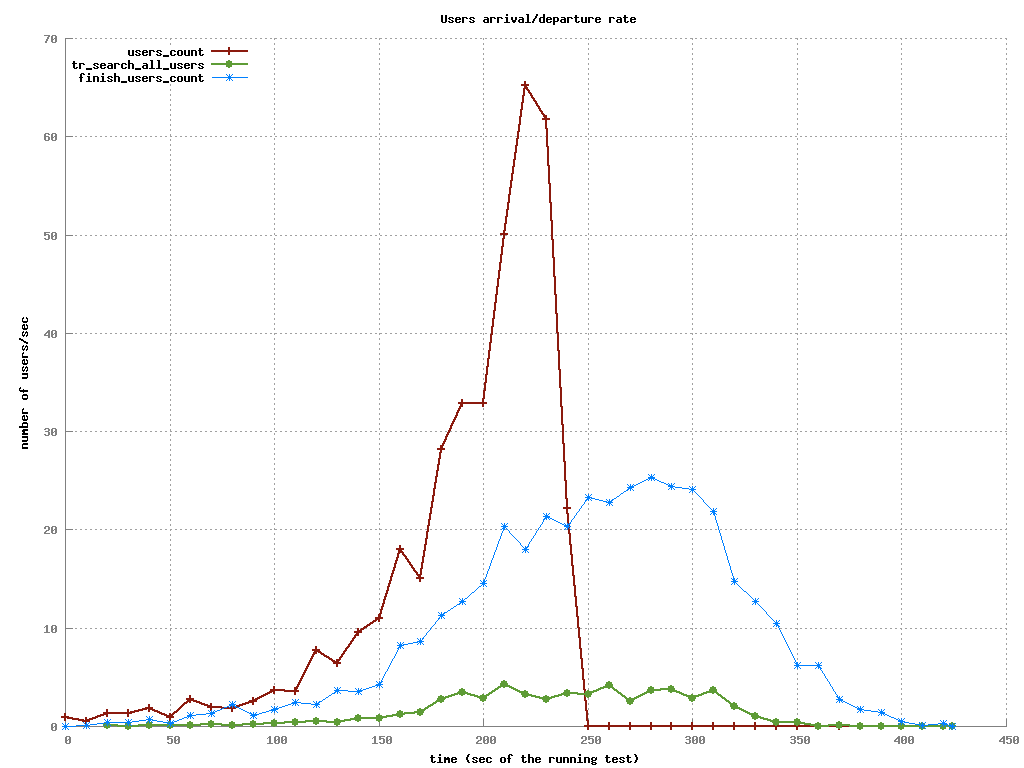 Users arrival/departure rate
users_count
tr_search_all_users
finish_users_count
number of users/sec
70
60
50
40
30
20
10
0
0 50 100 150 200 250 300 350 400 450
time (sec of the running test)